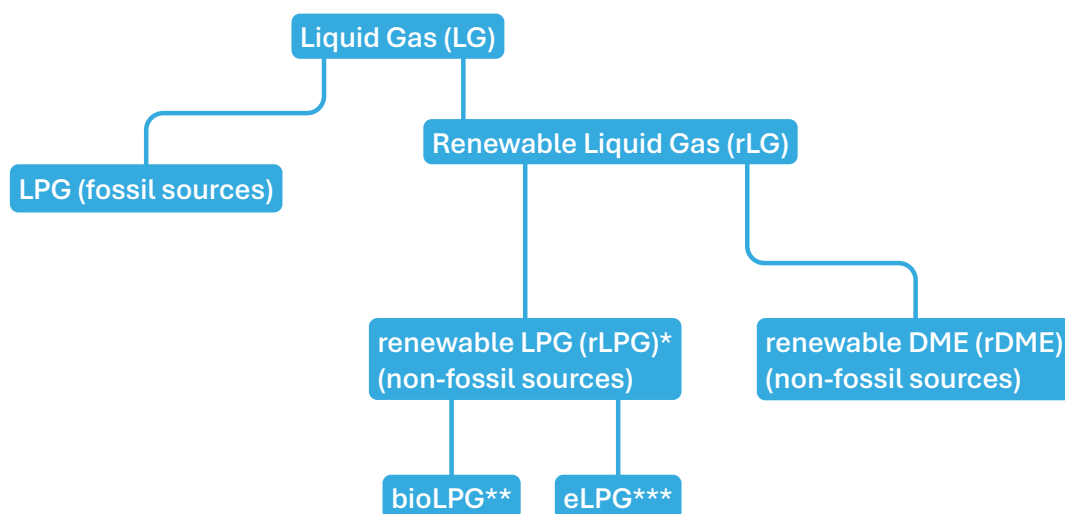 Liquid Gas (LG)
Renewable Liquid Gas (rLG)
LPG (fossil sources)
renewable LPG (rLPG)*
(non-fossil sources)
renewable DME (rDME)
(non-fossil sources)
bioLPG**
eLPG***